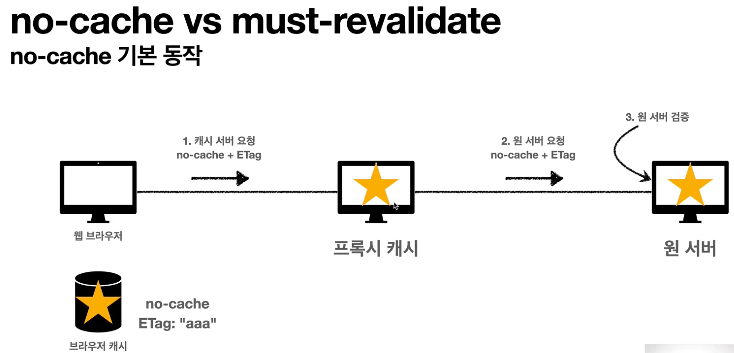 no-cache vs must-revalidate
no-cache 기본 동작
1. 캐시 서버 요청
no-cache + ETag
2. 원 서버 요청
no-cache + ETag
3. 원 서버 검증
웹 브라우저
프록시 캐시
원 서버
no-cache
ETag: "aaa"
브라우저 캐시